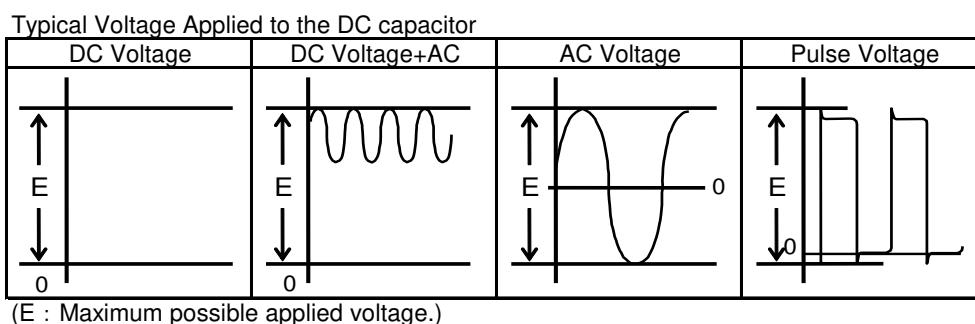 Typical Voltage Applied to the DC capacitor
DC Voltage DC Voltage+AC AC Voltage Pulse Voltage
E E E 0 E
0
0 0
(E : Maximum possible applied voltage.)